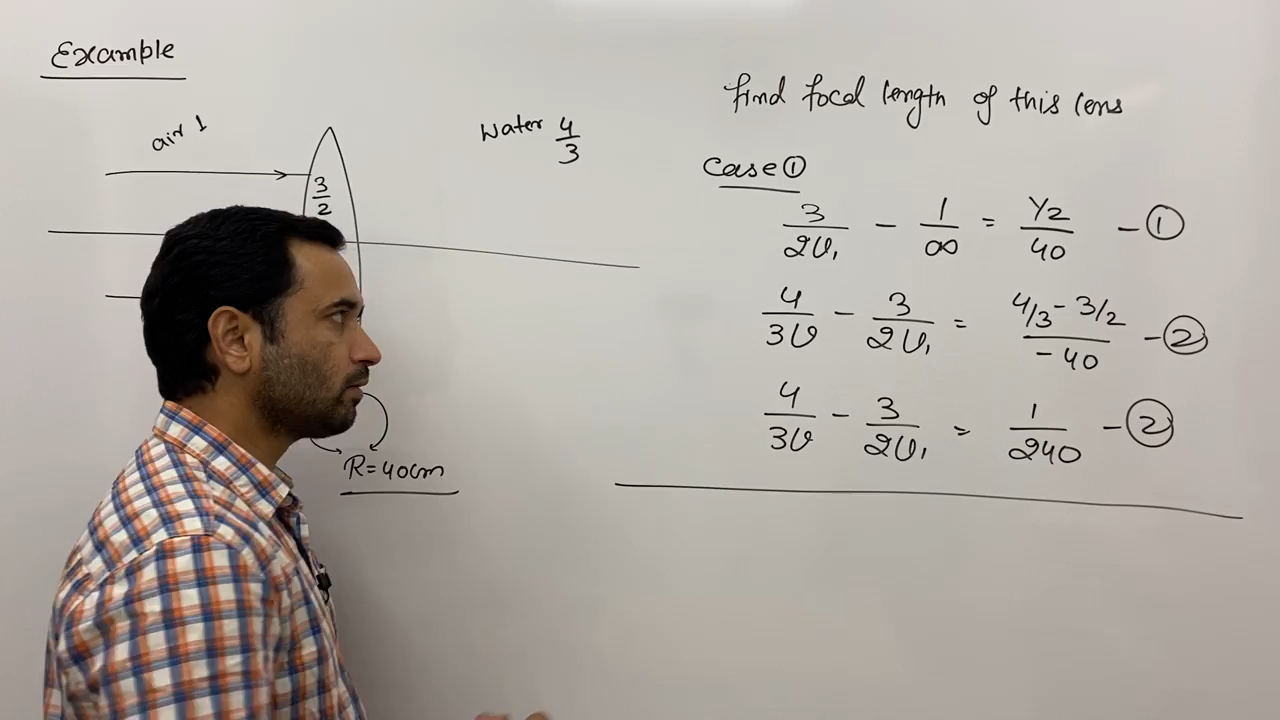 Example
air 1
Water 4/3
3/2
R=40cm
Find focal length of this lens
Case ①
3/2v₁ - 1/∞ = 1/2/40 - ①
4/3v - 3/2v₁ = 4/3 - 3/2/-40 - ②
4/3v - 3/2v₁ = 1/240 - ②